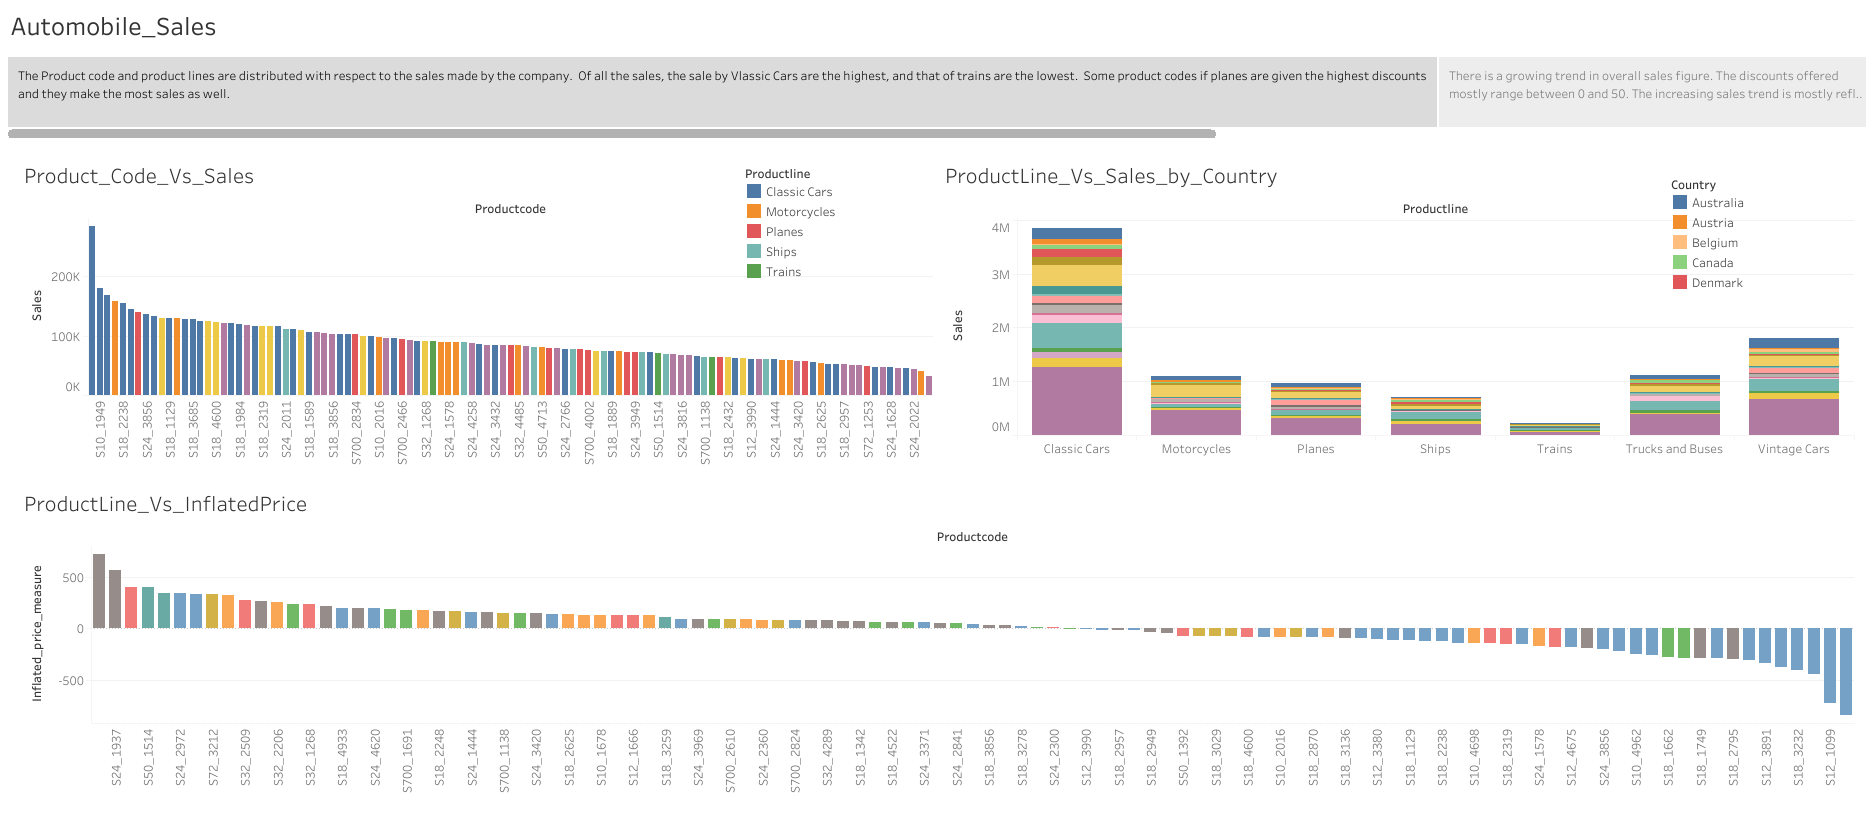 Automobile_Sales
The Product code and product lines are distributed with respect to the sales made by the company.  Of all the sales, the sale by Vlassic Cars are the highest, and that of trains are the lowest.  Some product codes if planes are given the highest discounts
and they make the most sales as well.
There is a growing trend in overall sales figure. The discounts offered
mostly range between 0 and 50. The increasing sales trend is mostly refl..
Product_Code_Vs_Sales
Productcode
Productline
Classic Cars
Motorcycles
Planes
Ships
Trains
Sales
200K
100K
0K
S10_1949
S18_2238
S24_3856
S18_1129
S18_3685
S18_4600
S18_1984
S18_2319
S24_2011
S18_1589
S18_3856
S700_2834
S10_2016
S700_2466
S32_1268
S24_1578
S24_4258
S24_3432
S32_4485
S50_4713
S24_2766
S700_4002
S18_1889
S24_3949
S50_1514
S24_3816
S700_1138
S18_2432
S12_3990
S24_1444
S24_3420
S18_2625
S18_2957
S72_1253
S24_1628
S24_2022
ProductLine_Vs_Sales_by_Country
Productline
Country
Australia
Austria
Belgium
Canada
Denmark
Sales
4M
3M
2M
1M
0M
Classic Cars
Motorcycles
Planes
Ships
Trains
Trucks and Buses
Vintage Cars
ProductLine_Vs_InflatedPrice
Productcode
Inflated_price_measure
500
0
-500
S24_1937
S50_1514
S24_2972
S72_3212
S32_2509
S32_2206
S32_1268
S18_4933
S24_4620
S700_1691
S18_2248
S24_1444
S700_1138
S24_3420
S18_2625
S10_1678
S12_1666
S18_3259
S24_3969
S700_2610
S24_2360
S700_2824
S32_4289
S18_1342
S18_4522
S24_3371
S24_2841
S18_3856
S18_3278
S24_2300
S12_3990
S18_2957
S18_2949
S50_1392
S18_3029
S18_4600
S10_2016
S18_2870
S18_3136
S12_3380
S18_1129
S18_2238
S10_4698
S18_2319
S24_1578
S12_4675
S24_3856
S10_4962
S18_1662
S18_1749
S18_2795
S12_3891
S18_3232
S12_1099